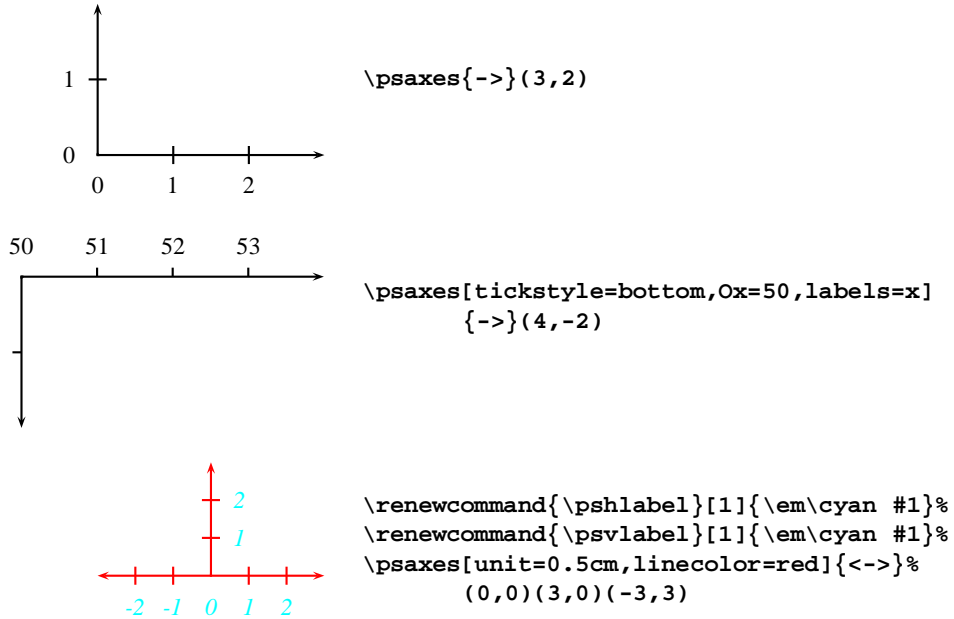 1
\psaxes{->}(3,2)
0
0 1 2
50 51 52 53
\psaxes[tickstyle=bottom,Ox=50,labels=x]
{->}(4,-2)
2
1
-2 -1 0 1 2
\renewcommand{\pshlabel}[1]{\em\cyan #1}%
\renewcommand{\psvlabel}[1]{\em\cyan #1}%
\psaxes[unit=0.5cm,linecolor=red]{<->}%
(0,0)(3,0)(-3,3)